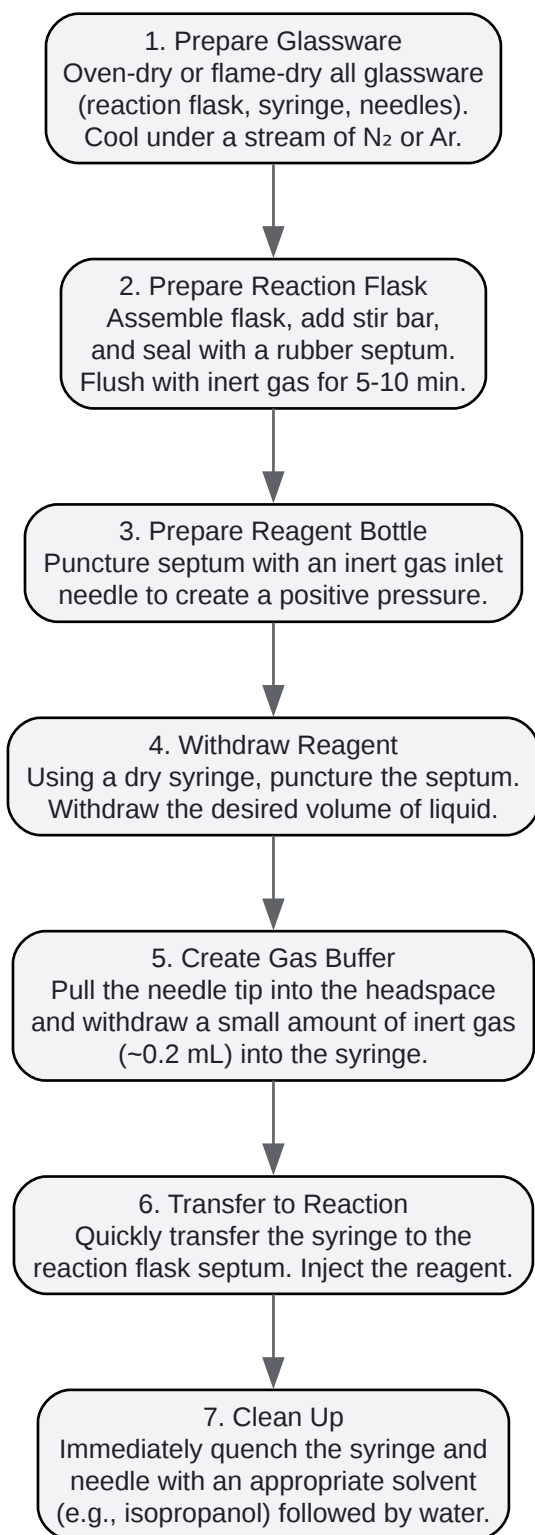 1. Prepare Glassware
Oven-dry or flame-dry all glassware
(reaction flask, syringe, needles).
Cool under a stream of N₂ or Ar.
2. Prepare Reaction Flask
Assemble flask, add stir bar,
and seal with a rubber septum.
Flush with inert gas for 5-10 min.
3. Prepare Reagent Bottle
Puncture septum with an inert gas inlet
needle to create a positive pressure.
4. Withdraw Reagent
Using a dry syringe, puncture the septum.
Withdraw the desired volume of liquid.
5. Create Gas Buffer
Pull the needle tip into the headspace
and withdraw a small amount of inert gas
(~0.2 mL) into the syringe.
6. Transfer to Reaction
Quickly transfer the syringe to the
reaction flask septum. Inject the reagent.
7. Clean Up
Immediately quench the syringe and
needle with an appropriate solvent
(e.g., isopropanol) followed by water.